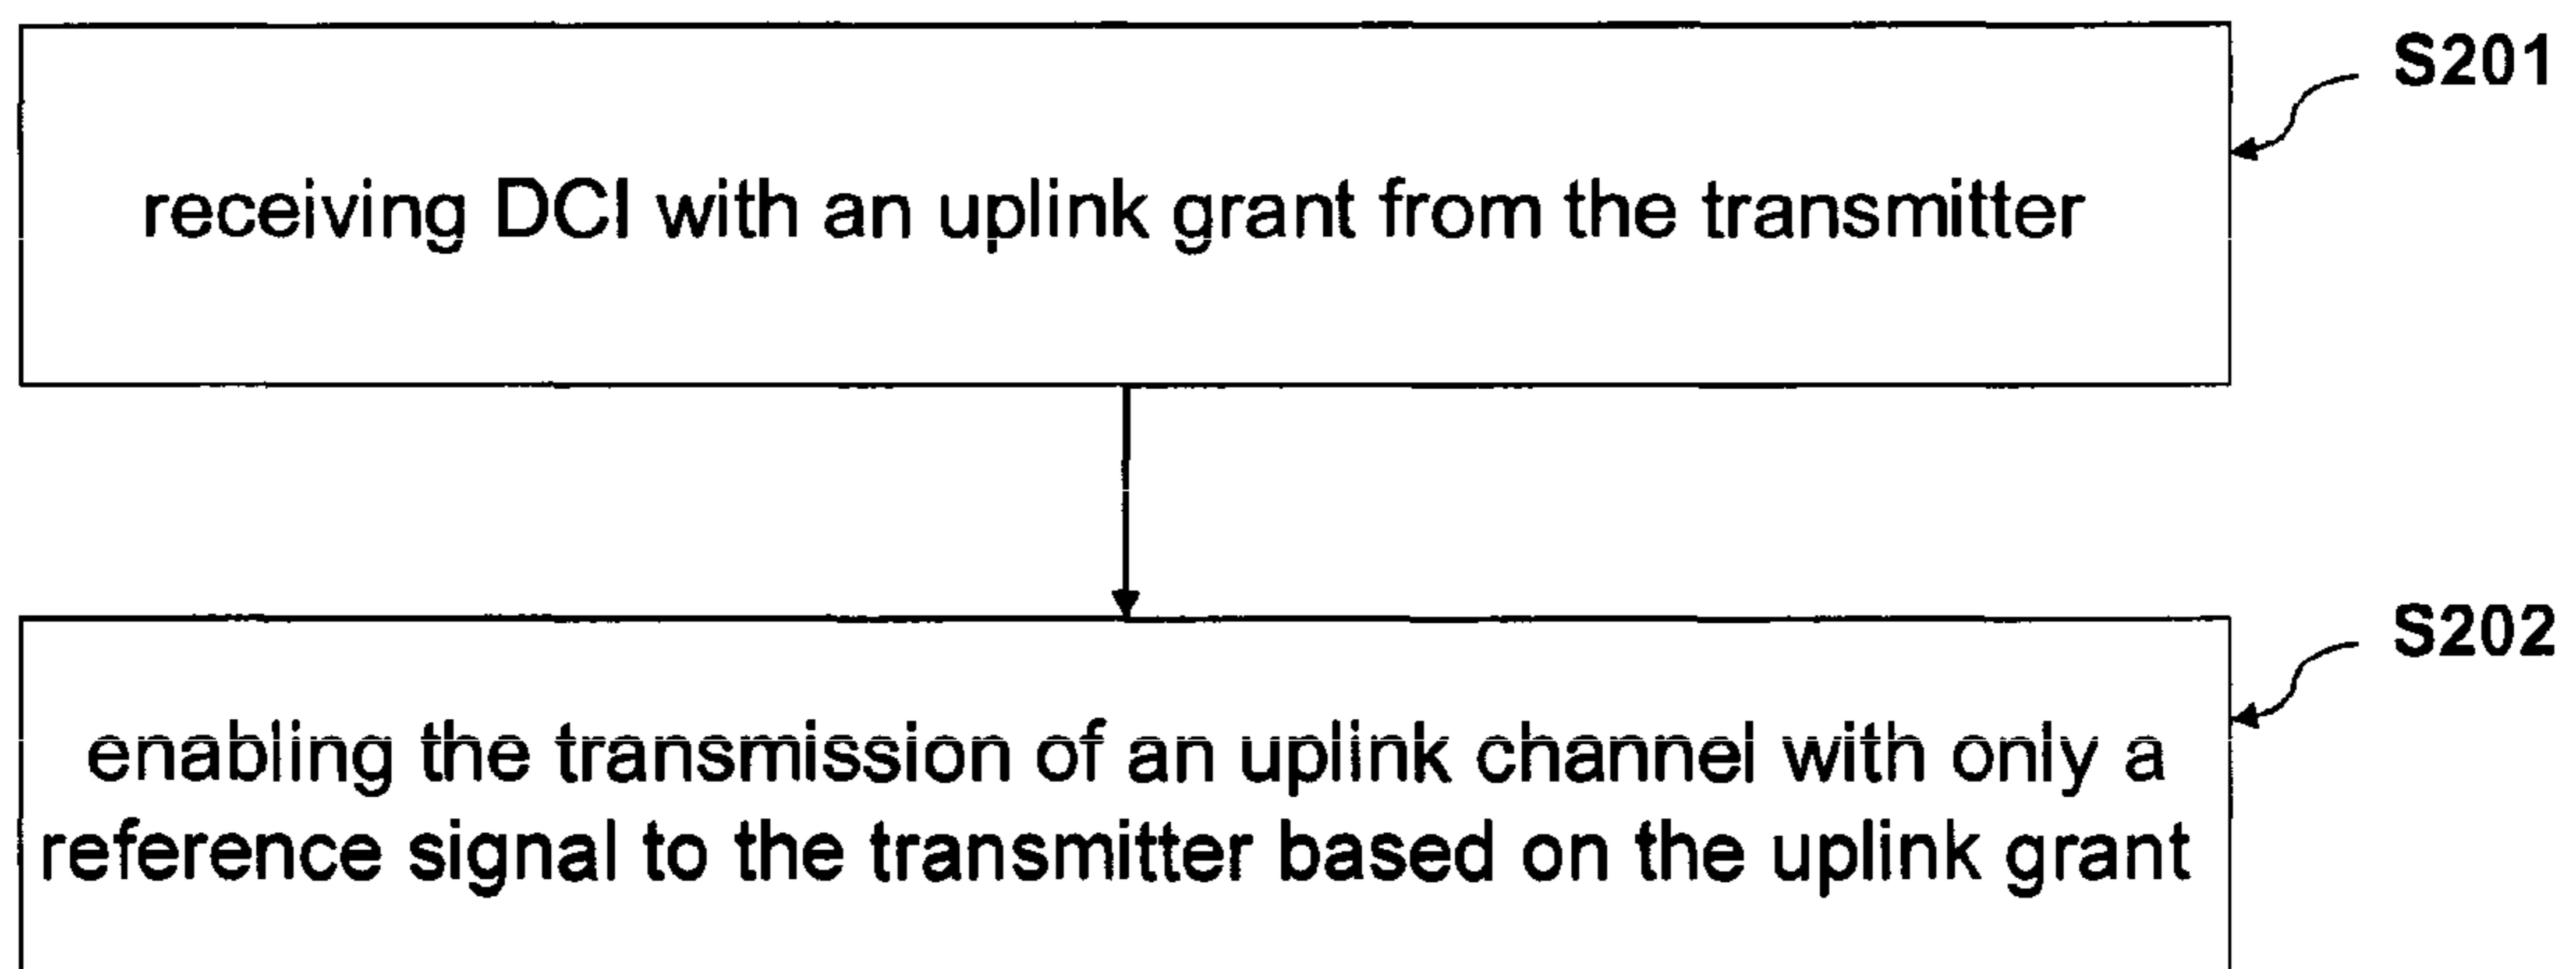 S201
receiving DCI with an uplink grant from the transmitter
S202
enabling the transmission of an uplink channel with only a
reference signal to the transmitter based on the uplink grant